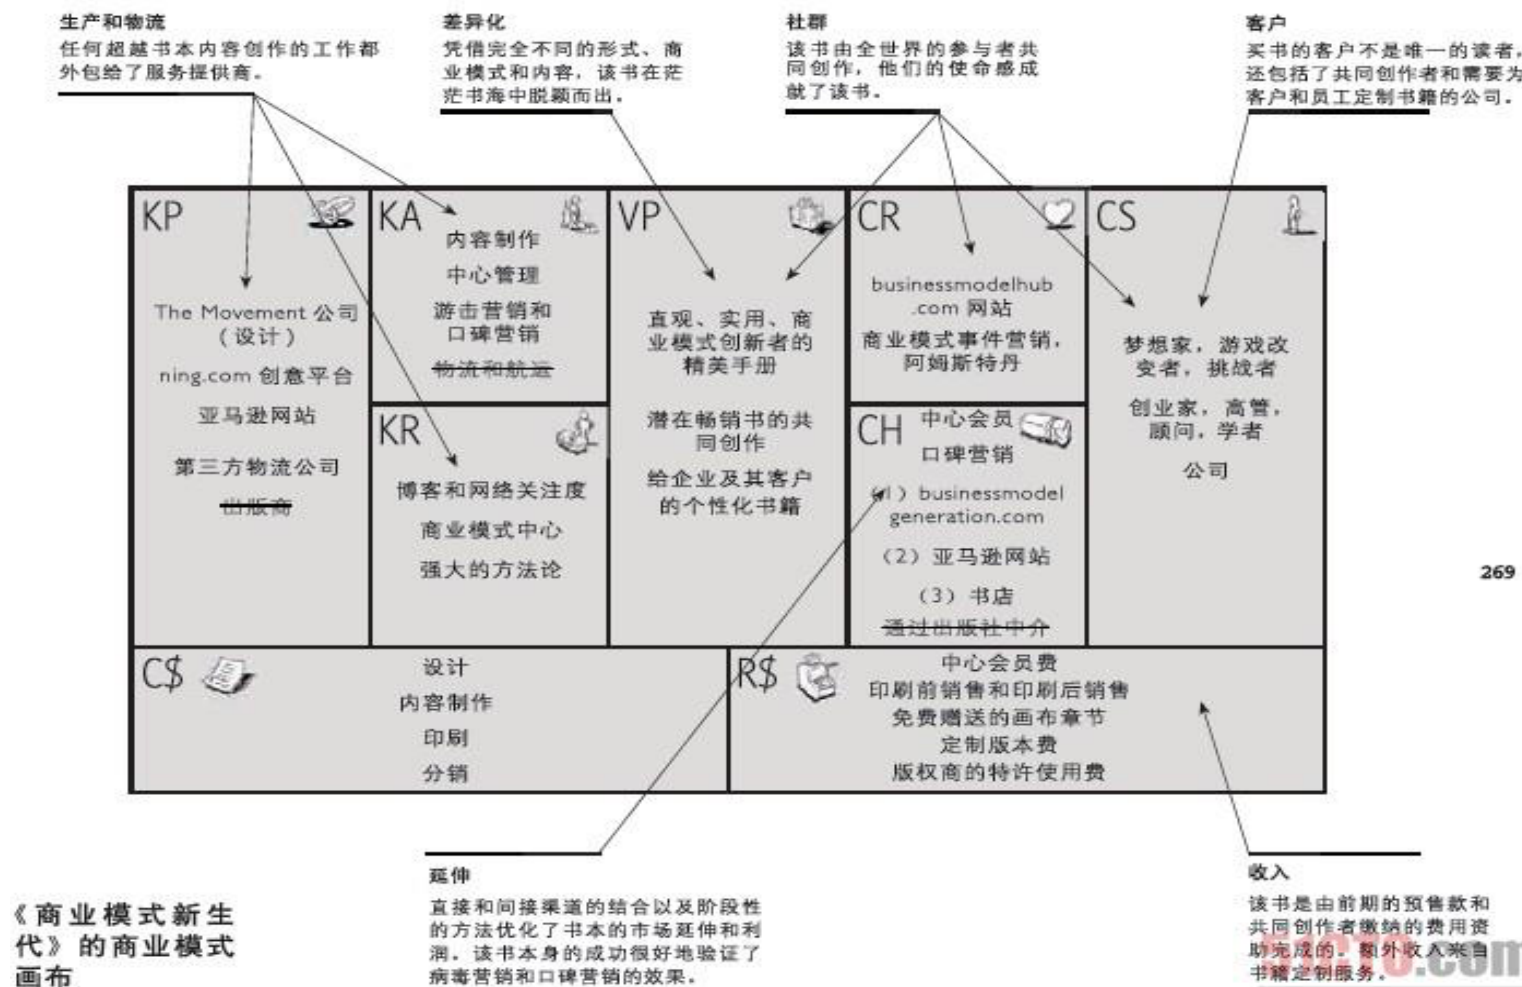 生产和物流
任何超越书本内容创作的工作都
外包给了服务提供商。
差异化
凭借完全不同的形式、商
业模式和内容，该书在茫
茫书海中脱颖而出。
社群
该书由全世界的参与者共
同创作，他们的使命感成
就了该书。
客户
买书的客户不是唯一的读者，
还包括了共同创作者和需要为
客户和员工定制书籍的公司。
KP
The Movement 公司
（设计）
ning.com 创意平台
亚马逊网站
第三方物流公司
出版商
KA
内容制作
中心管理
游击营销和
口碑营销
物流和航运
KR
博客和网络关注度
商业模式中心
强大的方法论
VP
直观、实用、商
业模式创新者的
精美手册
潜在畅销书的共
同创作
给企业及其客户
的个性化书籍
CR
businessmodelhub
.com 网站
商业模式事件营销，
阿姆斯特丹
CH
中心会员
口碑营销
（1）businessmodel
generation.com
（2）亚马逊网站
（3）书店
通过出版社中介
CS
梦想家，游戏改
变者，挑战者
创业家，高管，
顾问，学者
公司
269
C$
设计
内容制作
印刷
分销
R$
中心会员费
印刷前销售和印刷后销售
免费赠送的画布章节
定制版本费
版权商的特许使用费
延伸
直接和间接渠道的结合以及阶段性
的方法优化了书本的市场延伸和利
润。该书本身的成功很好地验证了
病毒营销和口碑营销的效果。
收入
该书是由前期的预售款和
共同创作者缴纳的费用资
助完成的。额外收入来自
书籍定制服务。
51CTO.com
《商业模式新生
代》的商业模式
画布